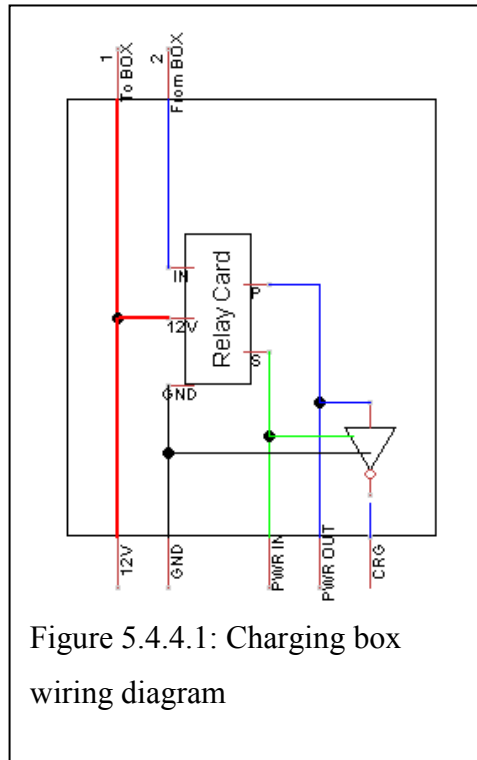 1
2
To BOX
From BOX
IN
P
12V
Relay Card
S
GND
12V
GND
PWR IN
PWR OUT
CRG
Figure 5.4.4.1: Charging box
wiring diagram